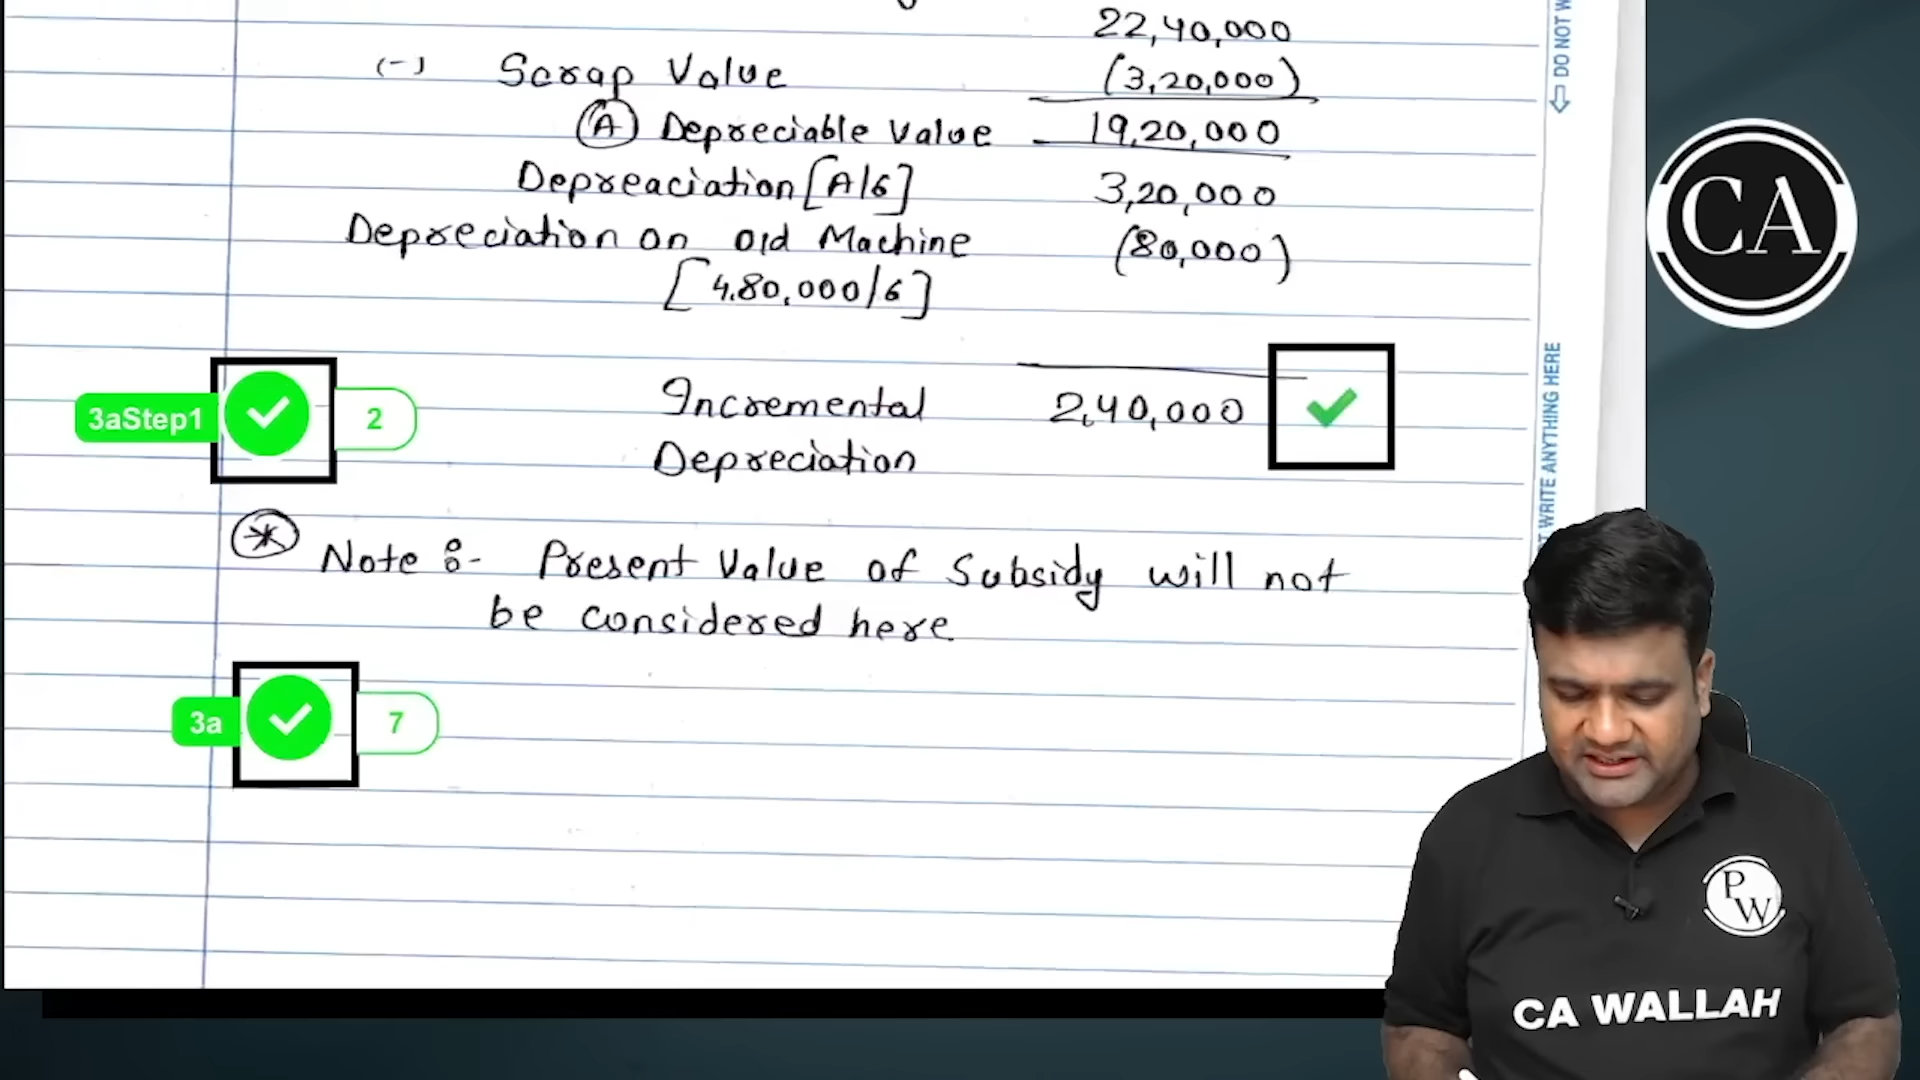 22,40,000
(-) Scrap Value (3,20,000)
(A) Depreciable Value 19,20,000
Depreaciation [A/6] 3,20,000
Depreciation on old Machine (80,000)
[4.80,000/6]
3aStep1 2
Incremental 2,40,000
Depreciation
* Note :- Present Value of Subsidy will not
be considered here
3a 7
DO NOT W
T WRITE ANYTHING HERE
CA
PW
CA WALLAH